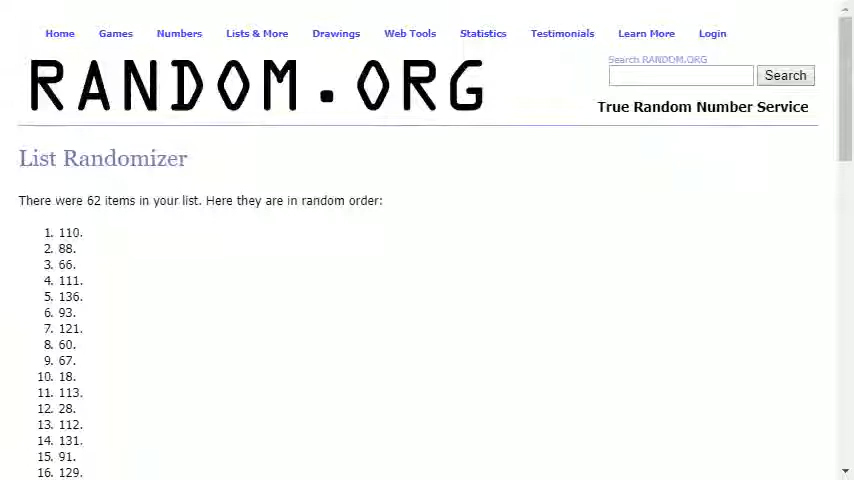 Home Games Numbers Lists & More Drawings Web Tools Statistics Testimonials Learn More Login
RANDOM.ORG
Search RANDOM.ORG
Search
True Random Number Service
List Randomizer
There were 62 items in your list. Here they are in random order:
1. 110.
2. 88.
3. 66.
4. 111.
5. 136.
6. 93.
7. 121.
8. 60.
9. 67.
10. 18.
11. 113.
12. 28.
13. 112.
14. 131.
15. 91.
16. 129.